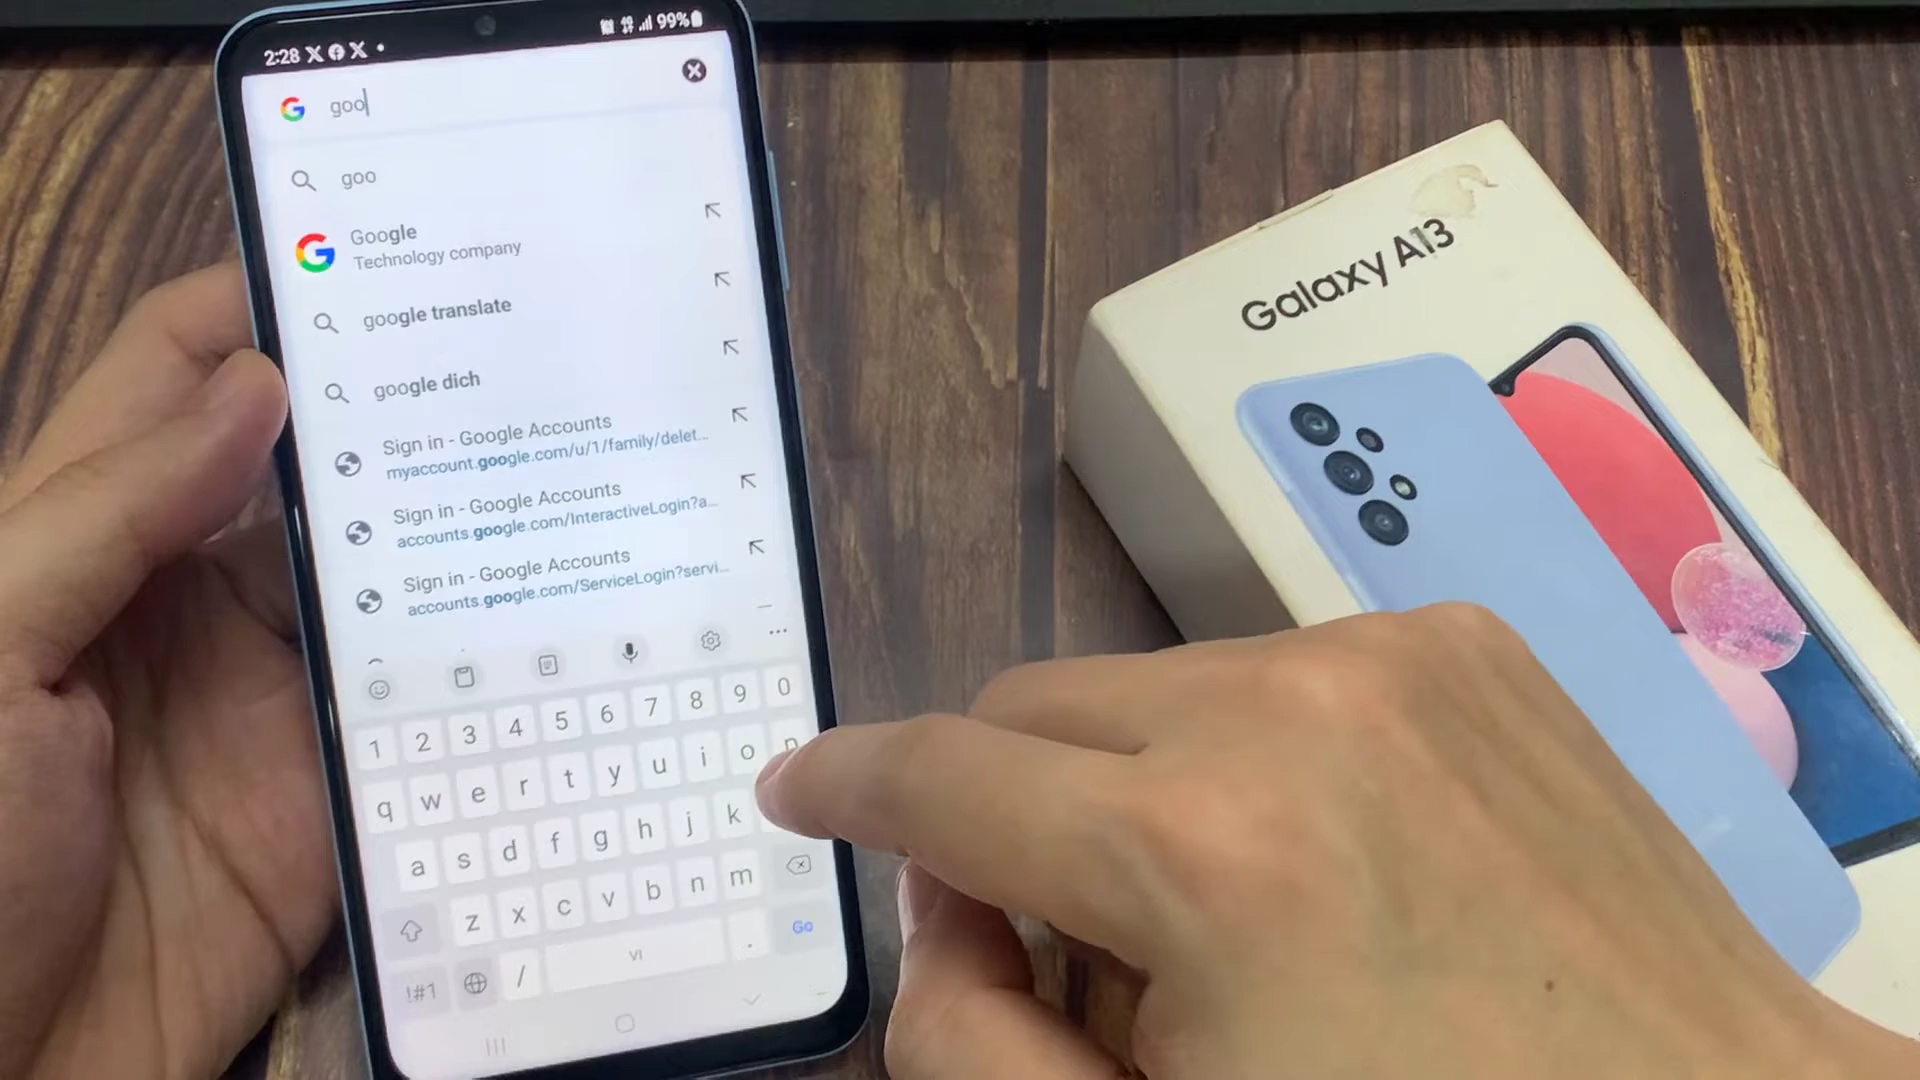 2:28
99%
goo
goo
Google
Technology company
google translate
google dich
Sign in - Google Accounts
myaccount.google.com/u/1/family/delet...
Sign in - Google Accounts
accounts.google.com/InteractiveLogin?a...
Sign in - Google Accounts
accounts.google.com/ServiceLogin?servi...
1 2 3 4 5 6 7 8 9 0
q w e r t y u i o p
a s d f g h j k
z x c v b n m
!#1 / VI . Go
Galaxy A13